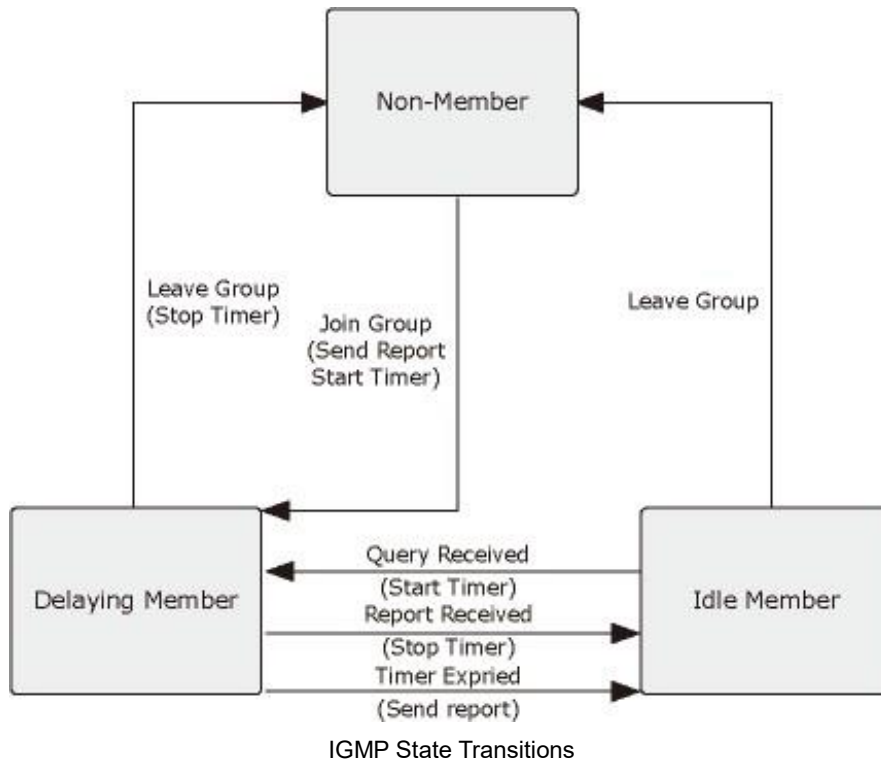 Non-Member
Leave Group
(Stop Timer)
Join Group
(Send Report
Start Timer)
Leave Group
Delaying Member
Query Received
(Start Timer)
Report Received
(Stop Timer)
Timer Expried
(Send report)
Idle Member
IGMP State Transitions